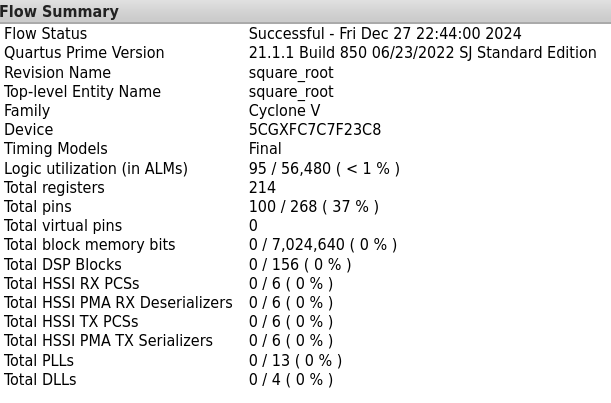 Flow Summary
Flow Status Successful - Fri Dec 27 22:44:00 2024
Quartus Prime Version 21.1.1 Build 850 06/23/2022 SJ Standard Edition
Revision Name square_root
Top-level Entity Name square_root
Family Cyclone V
Device 5CGXFC7C7F23C8
Timing Models Final
Logic utilization (in ALMs) 95 / 56,480 ( < 1 % )
Total registers 214
Total pins 100 / 268 ( 37 % )
Total virtual pins 0
Total block memory bits 0 / 7,024,640 ( 0 % )
Total DSP Blocks 0 / 156 ( 0 % )
Total HSSI RX PCSs 0 / 6 ( 0 % )
Total HSSI PMA RX Deserializers 0 / 6 ( 0 % )
Total HSSI TX PCSs 0 / 6 ( 0 % )
Total HSSI PMA TX Serializers 0 / 6 ( 0 % )
Total PLLs 0 / 13 ( 0 % )
Total DLLs 0 / 4 ( 0 % )